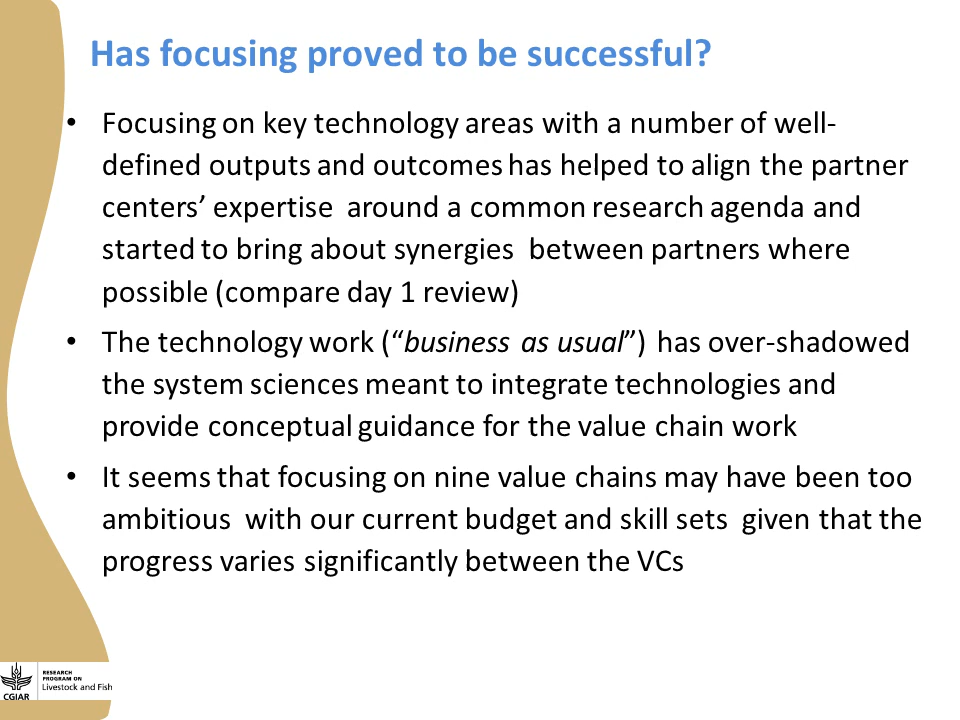 Has focusing proved to be successful?
• Focusing on key technology areas with a number of well-
defined outputs and outcomes has helped to align the partner
centers’ expertise around a common research agenda and
started to bring about synergies between partners where
possible (compare day 1 review)
• The technology work (“business as usual”) has over-shadowed
the system sciences meant to integrate technologies and
provide conceptual guidance for the value chain work
• It seems that focusing on nine value chains may have been too
ambitious with our current budget and skill sets given that the
progress varies significantly between the VCs
CGIAR
RESEARCH
PROGRAM ON
Livestock and Fish